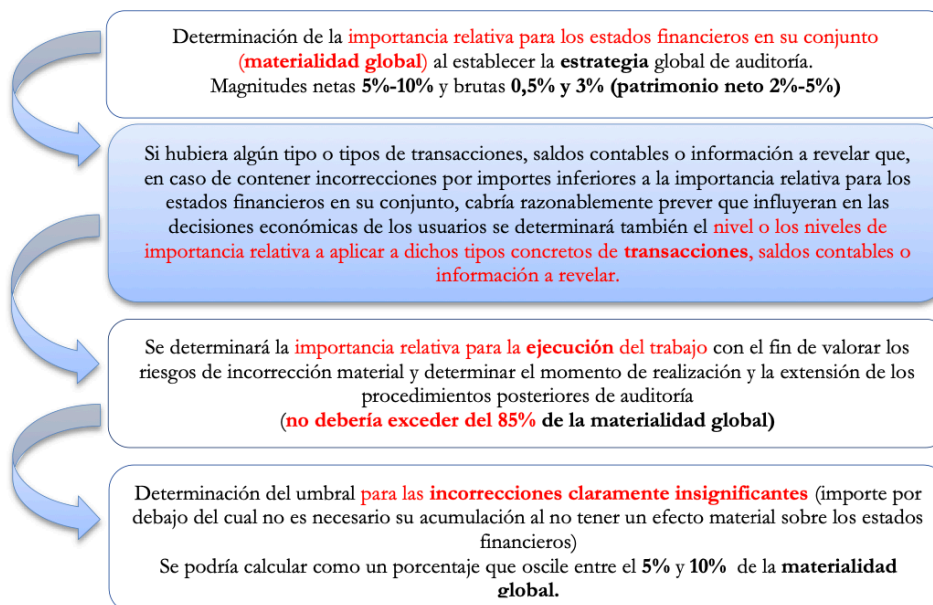 Determinación de la importancia relativa para los estados financieros en su conjunto
(materialidad global) al establecer la estrategia global de auditoría.
Magnitudes netas 5%-10% y brutas 0,5% y 3% (patrimonio neto 2%-5%)
Si hubiera algún tipo o tipos de transacciones, saldos contables o información a revelar que,
en caso de contener incorrecciones por importes inferiores a la importancia relativa para los
estados financieros en su conjunto, cabría razonablemente prever que influyeran en las
decisiones económicas de los usuarios se determinará también el nivel o los niveles de
importancia relativa a aplicar a dichos tipos concretos de transacciones, saldos contables o
información a revelar.
Se determinará la importancia relativa para la ejecución del trabajo con el fin de valorar los
riesgos de incorrección material y determinar el momento de realización y la extensión de los
procedimientos posteriores de auditoría
(no debería exceder del 85% de la materialidad global)
Determinación del umbral para las incorrecciones claramente insignificantes (importe por
debajo del cual no es necesario su acumulación al no tener un efecto material sobre los estados
financieros)
Se podría calcular como un porcentaje que oscile entre el 5% y 10% de la materialidad
global.